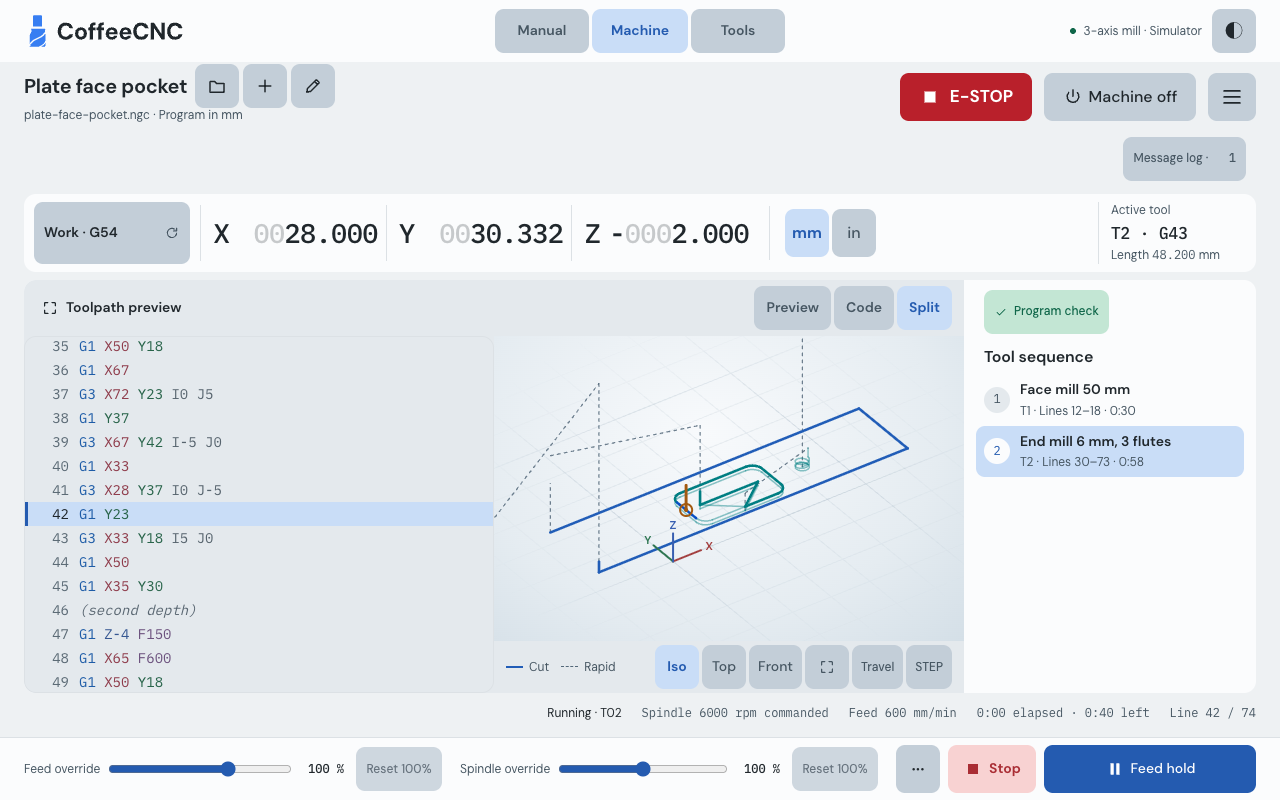 CoffeeCNC
Manual
Machine
Tools
3-axis mill · Simulator
Plate face pocket
plate-face-pocket.ngc · Program in mm
E-STOP
Machine off
Message log · 1
Work · G54
X 0028.000
Y 0030.332
Z -0002.000
mm
in
Active tool
T2 · G43
Length 48.200 mm
Toolpath preview
Preview
Code
Split
35 G1 X50 Y18
36 G1 X67
37 G3 X72 Y23 I0 J5
38 G1 Y37
39 G3 X67 Y42 I-5 J0
40 G1 X33
41 G3 X28 Y37 I0 J-5
42 G1 Y23
43 G3 X33 Y18 I5 J0
44 G1 X50
45 G1 X35 Y30
46 (second depth)
47 G1 Z-4 F150
48 G1 X65 F600
49 G1 X50 Y18
Z
Y
X
Cut
Rapid
Iso
Top
Front
Travel
STEP
Program check
Tool sequence
1 Face mill 50 mm
T1 · Lines 12–18 · 0:30
2 End mill 6 mm, 3 flutes
T2 · Lines 30–73 · 0:58
Running · T02
Spindle 6000 rpm commanded
Feed 600 mm/min
0:00 elapsed · 0:40 left
Line 42 / 74
Feed override
100 %
Reset 100%
Spindle override
100 %
Reset 100%
...
Stop
Feed hold